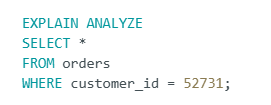 EXPLAIN ANALYZE
SELECT *
FROM orders
WHERE customer_id = 52731;